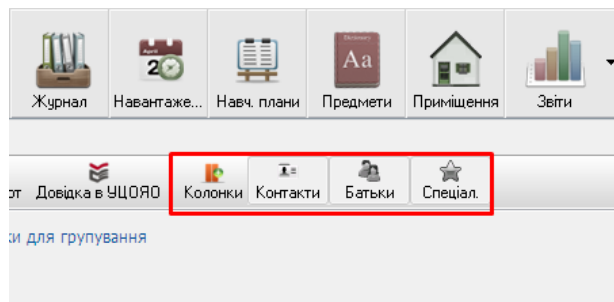 April
2
Dictionary
Aa
Журнал Навантаже... Навч. плани Предмети Приміщення Звіти
от Довідка в УЦОЯО Колонки Контакти Батьки Спеціал.
ки для групування